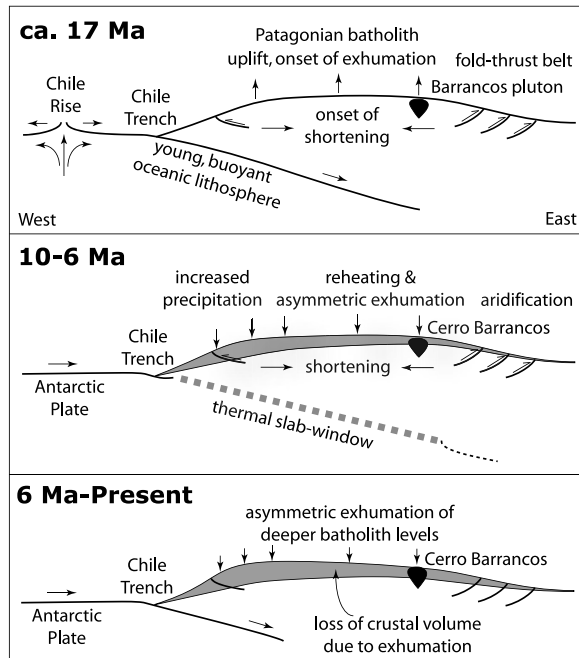 ca. 17 Ma
Patagonian batholith
uplift, onset of exhumation
fold-thrust belt
Barrancos pluton
Chile
Rise
Chile
Trench
onset of
shortening
young, buoyant
oceanic lithosphere
West
East
10-6 Ma
increased
precipitation
reheating &
asymmetric exhumation
aridification
Cerro Barrancos
Chile
Trench
shortening
Antarctic
Plate
thermal slab-window
6 Ma-Present
asymmetric exhumation of
deeper batholith levels
Cerro Barrancos
Chile
Trench
Antarctic
Plate
loss of crustal volume
due to exhumation